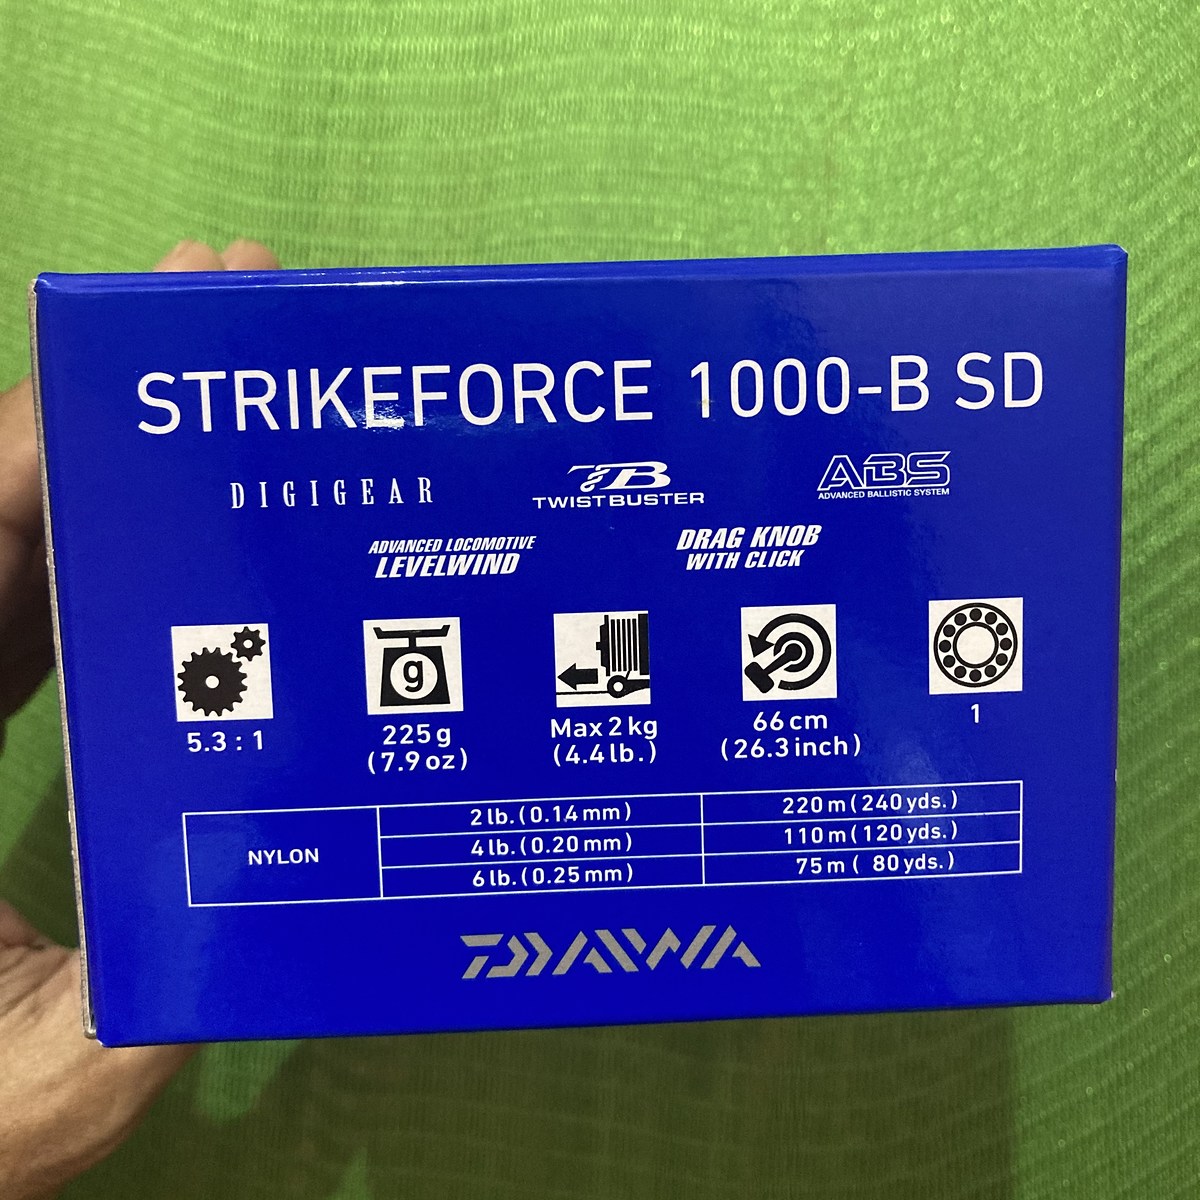 STRIKEFORCE 1000-B SD
DIGIGEAR
TB
TWISTBUSTER
ABS
ADVANCED BALLISTIC SYSTEM
ADVANCED LOCOMOTIVE
LEVELWIND
DRAG KNOB
WITH CLICK
g
5.3 : 1
225 g
(7.9 oz)
Max 2 kg
(4.4 lb.)
66 cm
(26.3 inch)
1
NYLON
2 lb. (0.14 mm) 220 m (240 yds.)
4 lb. (0.20 mm) 110 m (120 yds.)
6 lb. (0.25 mm) 75 m ( 80 yds.)
DAIWA